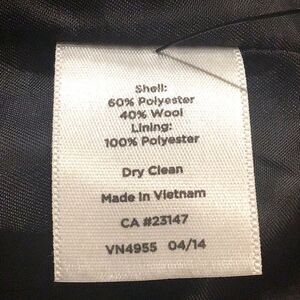 Shell:
60% Polyester
40% Wool
Lining:
100% Polyester
Dry Clean
Made In Vietnam
CA #23147
VN4955 04/14